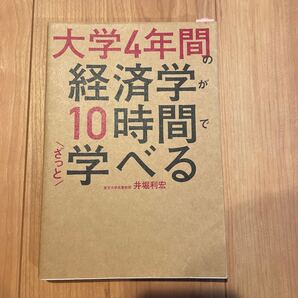 大学4年間の
経済学が
10時間で
ざっと
学べる
東京大学名誉教授 井堀利宏